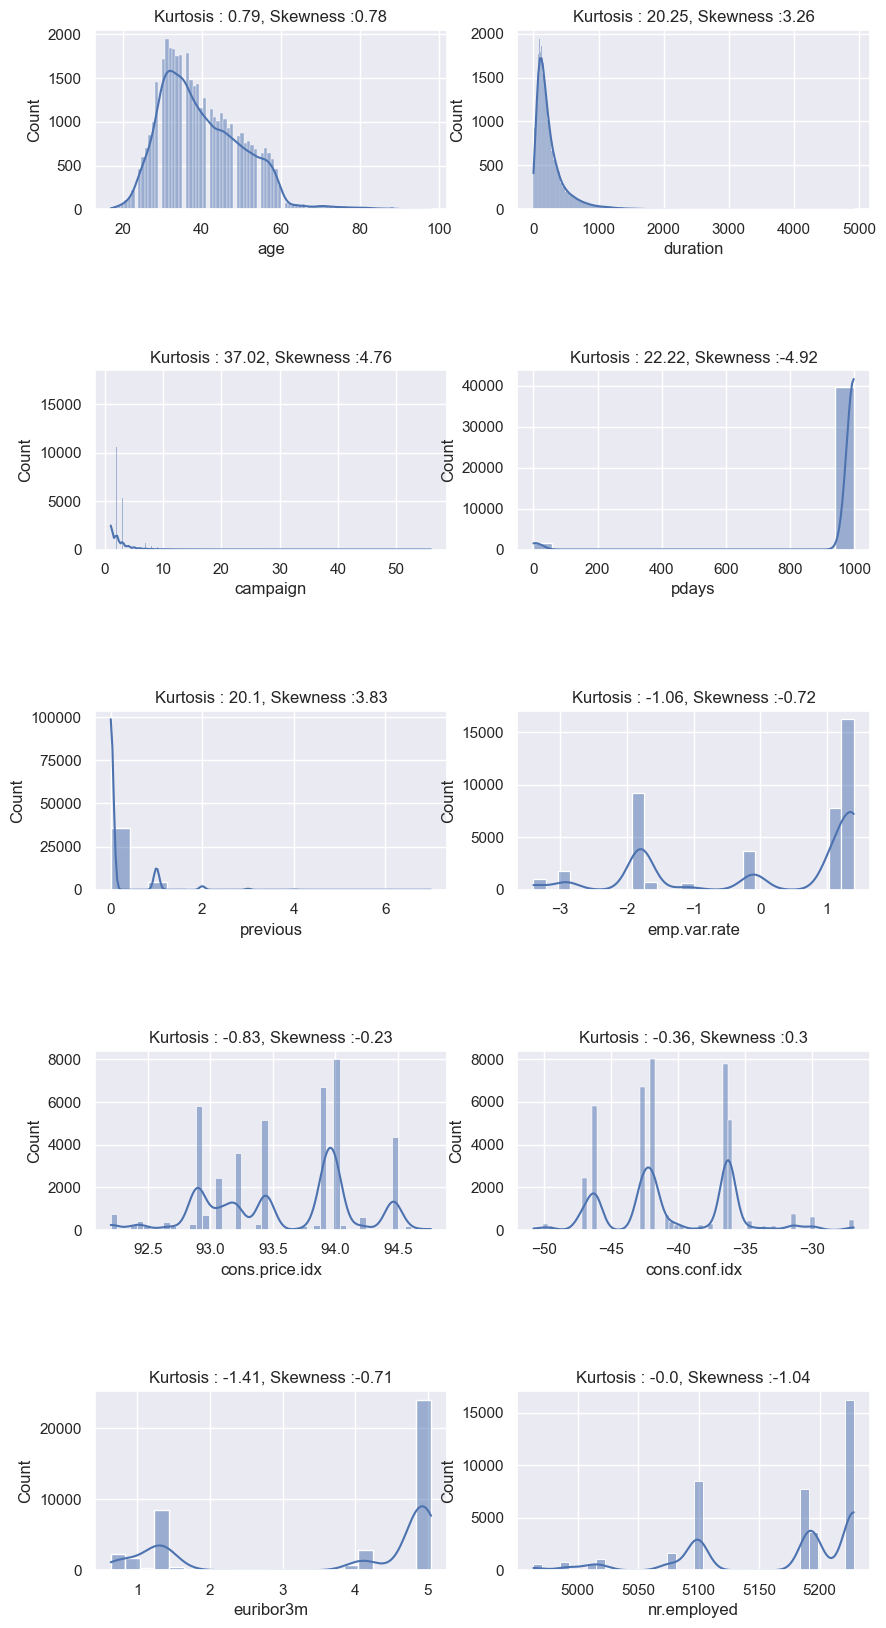 Kurtosis : 0.79, Skewness :0.78
2000
1500
1000
500
0
Count
20 40 60 80 100
age
Kurtosis : 20.25, Skewness :3.26
2000
1500
1000
500
0
Count
0 1000 2000 3000 4000 5000
duration
Kurtosis : 37.02, Skewness :4.76
15000
10000
5000
0
Count
0 10 20 30 40 50
campaign
Kurtosis : 22.22, Skewness :-4.92
40000
30000
20000
10000
0
Count
0 200 400 600 800 1000
pdays
Kurtosis : 20.1, Skewness :3.83
100000
75000
50000
25000
0
Count
0 2 4 6
previous
Kurtosis : -1.06, Skewness :-0.72
15000
10000
5000
0
Count
−3 −2 −1 0 1
emp.var.rate
Kurtosis : -0.83, Skewness :-0.23
8000
6000
4000
2000
0
Count
92.5 93.0 93.5 94.0 94.5
cons.price.idx
Kurtosis : -0.36, Skewness :0.3
8000
6000
4000
2000
0
Count
−50 −45 −40 −35 −30
cons.conf.idx
Kurtosis : -1.41, Skewness :-0.71
20000
10000
0
Count
1 2 3 4 5
euribor3m
Kurtosis : -0.0, Skewness :-1.04
15000
10000
5000
0
Count
5000 5050 5100 5150 5200
nr.employed